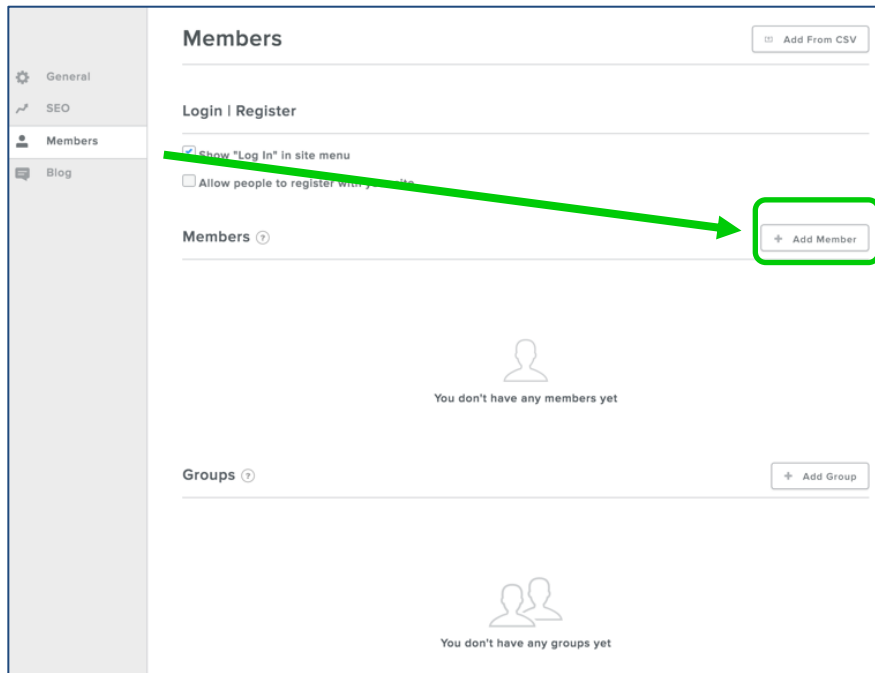 Members
Add From CSV
General
SEO
Members
Blog
Login | Register
Show "Log In" in site menu
Allow people to register with your site
Members ?
+ Add Member
You don't have any members yet
Groups ?
+ Add Group
You don't have any groups yet